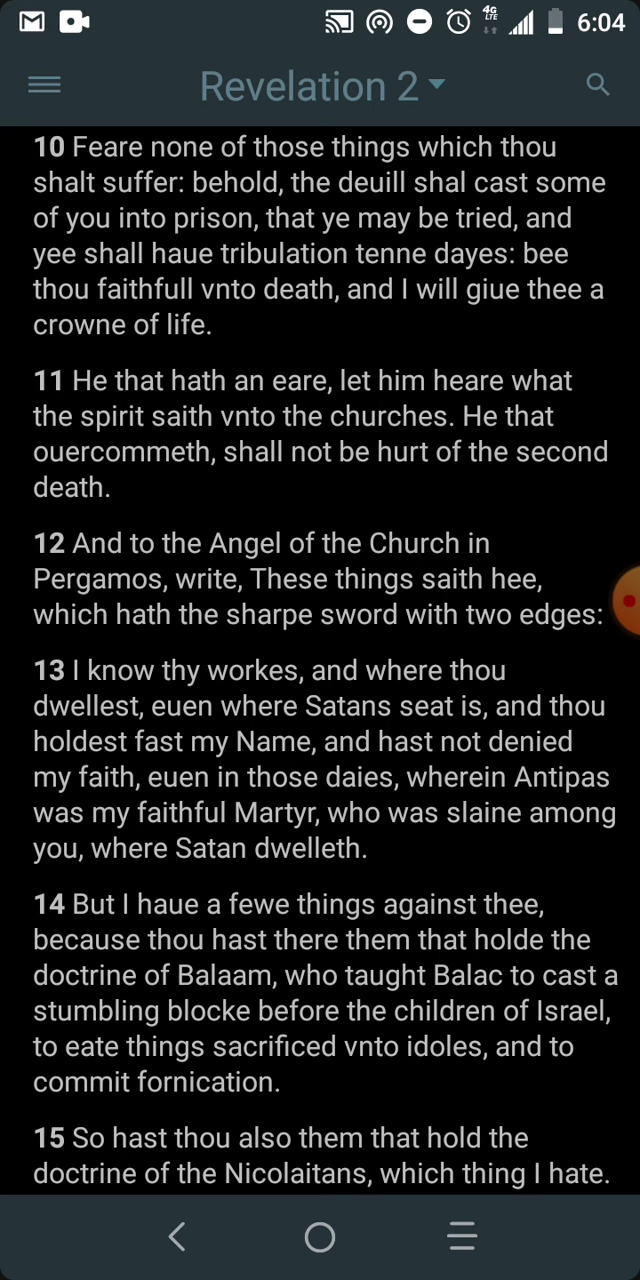 4G
LTE
6:04
Revelation 2
10 Feare none of those things which thou
shalt suffer: behold, the deuill shal cast some
of you into prison, that ye may be tried, and
yee shall haue tribulation tenne dayes: bee
thou faithfull vnto death, and I will giue thee a
crowne of life.
11 He that hath an eare, let him heare what
the spirit saith vnto the churches. He that
ouercommeth, shall not be hurt of the second
death.
12 And to the Angel of the Church in
Pergamos, write, These things saith hee,
which hath the sharpe sword with two edges:
13 I know thy workes, and where thou
dwellest, euen where Satans seat is, and thou
holdest fast my Name, and hast not denied
my faith, euen in those daies, wherein Antipas
was my faithful Martyr, who was slaine among
you, where Satan dwelleth.
14 But I haue a fewe things against thee,
because thou hast there them that holde the
doctrine of Balaam, who taught Balac to cast a
stumbling blocke before the children of Israel,
to eate things sacrificed vnto idoles, and to
commit fornication.
15 So hast thou also them that hold the
doctrine of the Nicolaitans, which thing I hate.